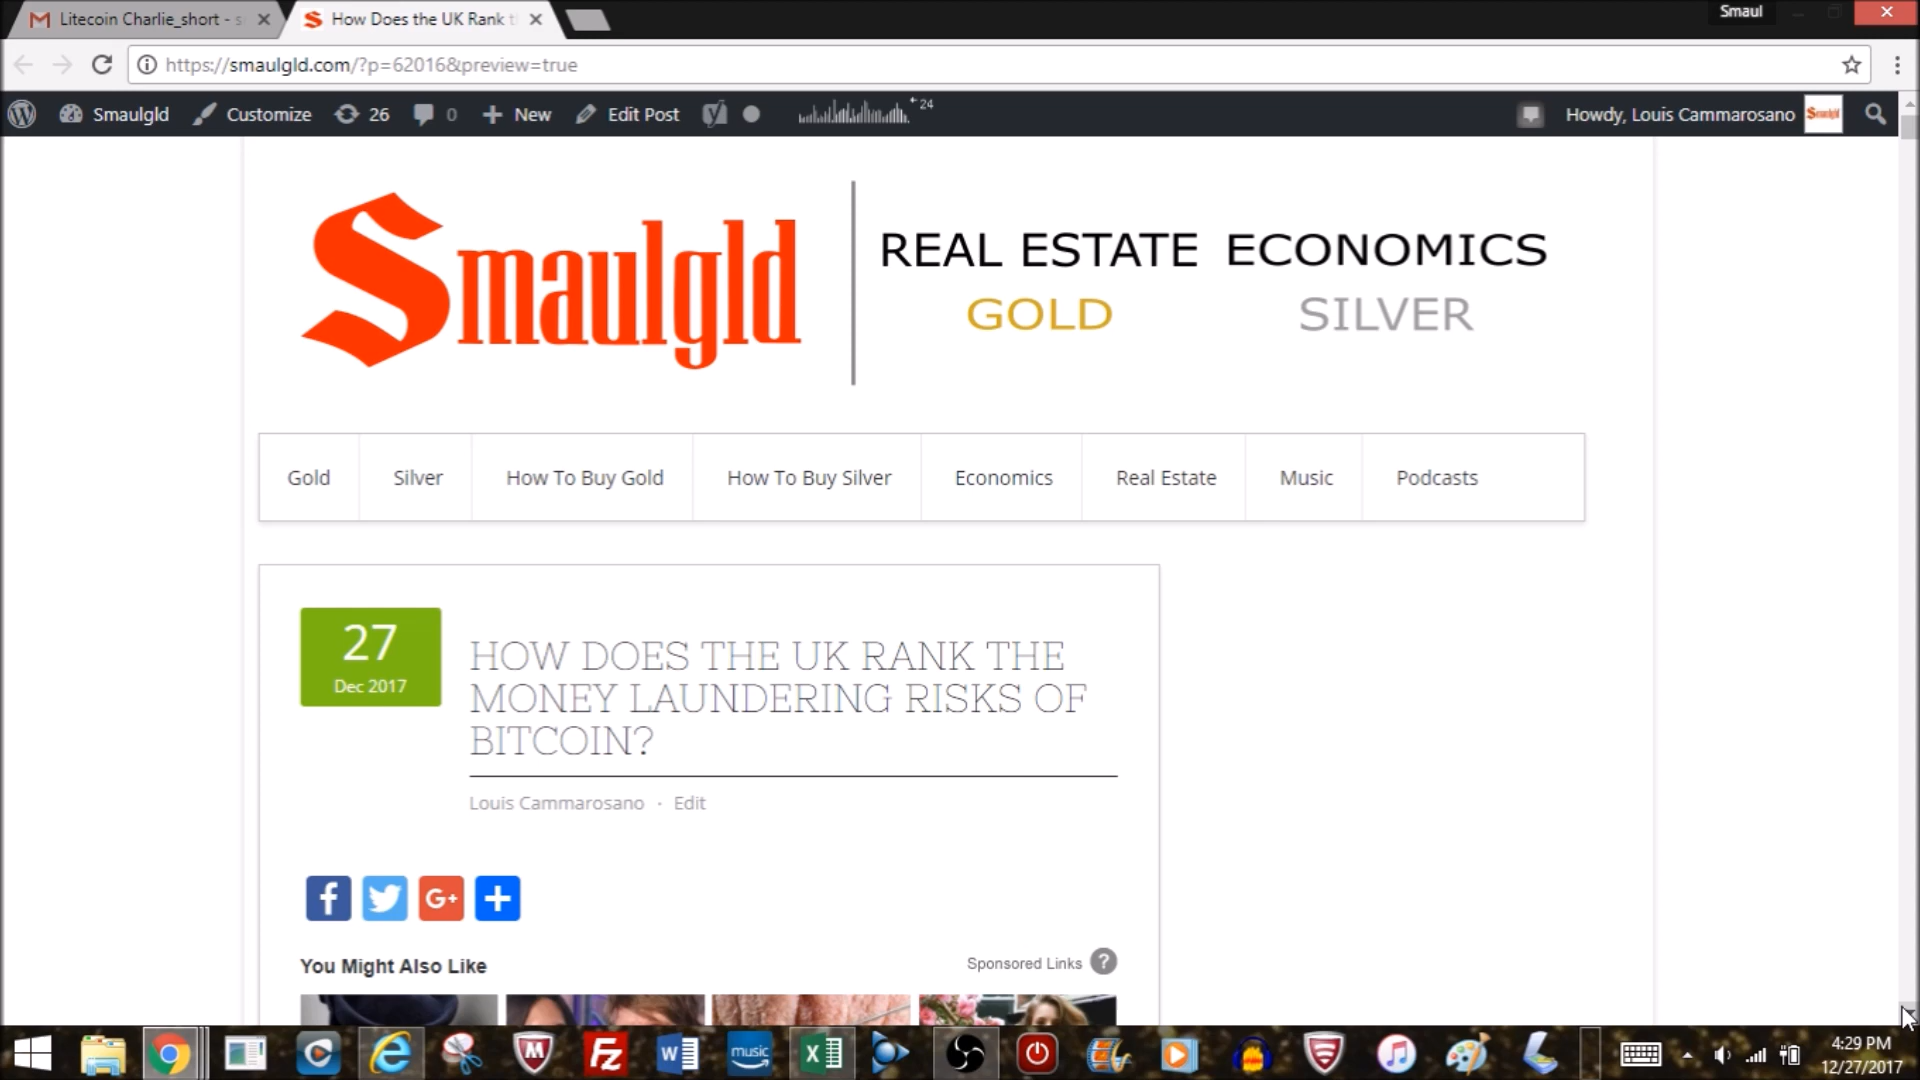 Litecoin Charlie_short - s
How Does the UK Rank t
Smaul
https://smaulgld.com/?p=62016&preview=true
Smaulgld
Customize
26
0
New
Edit Post
24
Howdy, Louis Cammarosano
Smaulgld
Smaulgld
REAL ESTATE ECONOMICS
GOLD SILVER
Gold
Silver
How To Buy Gold
How To Buy Silver
Economics
Real Estate
Music
Podcasts
27
Dec 2017
HOW DOES THE UK RANK THE
MONEY LAUNDERING RISKS OF
BITCOIN?
Louis Cammarosano · Edit
G+
You Might Also Like
Sponsored Links ?
music
4:29 PM
12/27/2017